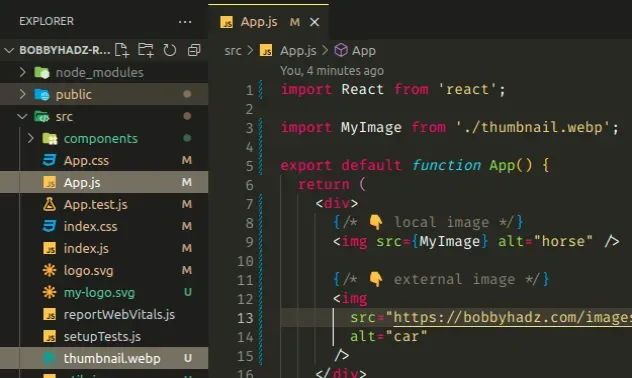 EXPLORER
BOBBYHADZ-R...
node_modules
public
src
components
App.css M
App.js M
App.test.js M
index.css M
index.js M
logo.svg M
my-logo.svg U
reportWebVitals.js
setupTests.js
thumbnail.webp U
App.js M
src > App.js > App
You, 4 minutes ago
1 import React from 'react';
2
3 import MyImage from './thumbnail.webp';
4
5 export default function App() {
6 return (
7 <div>
8 {/* 👇 local image */}
9 <img src={MyImage} alt="horse" />
10
11 {/* 👇 external image */}
12 <img
13 src="https://bobbyhadz.com/images
14 alt="car"
15 />
16 </div>